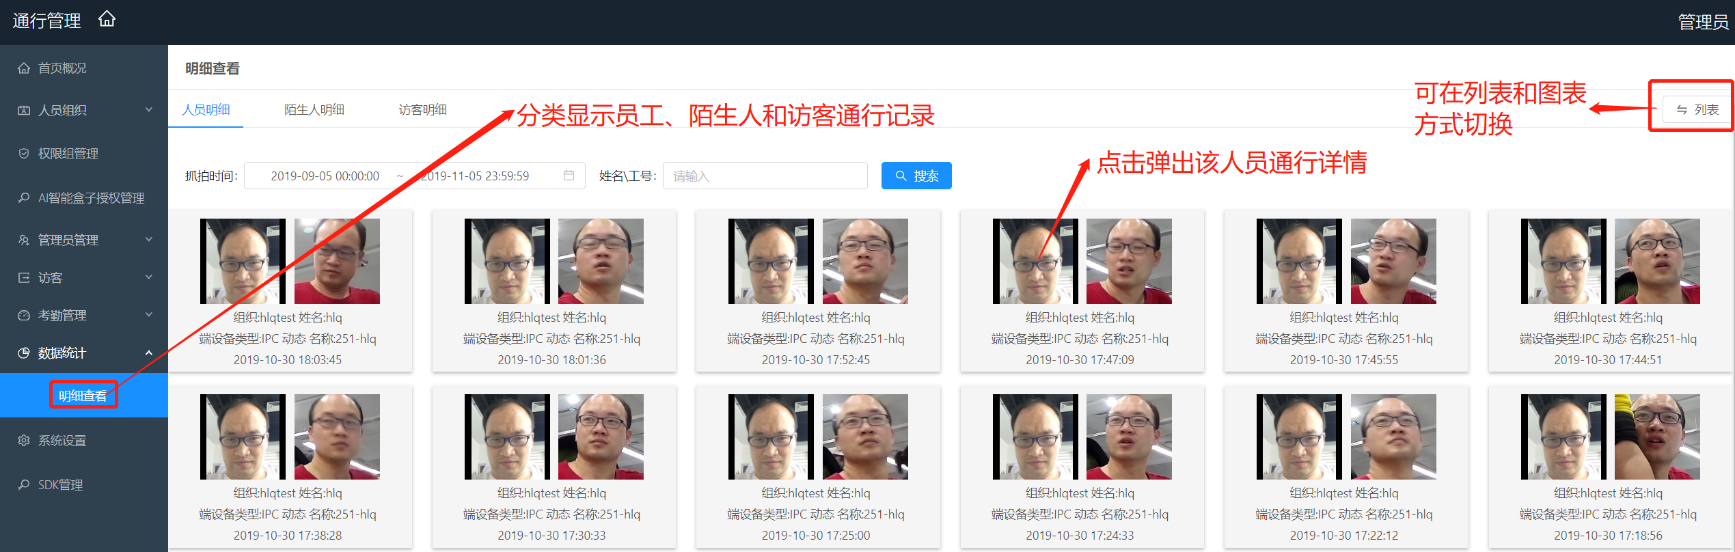 通行管理
管理员
首页概况
人员组织
权限组管理
AI智能盒子授权管理
管理员管理
访客
考勤管理
数据统计
明细查看
系统设置
SDK管理
明细查看
人员明细 陌生人明细 访客明细
分类显示员工、陌生人和访客通行记录
可在列表和图表
方式切换
列表
点击弹出该人员通行详情
抓拍时间: 2019-09-05 00:00:00 ~ 2019-11-05 23:59:59 姓名\工号: 请输入 搜索
组织:hlqtest 姓名:hlq
端设备类型:IPC 动态 名称:251-hlq
2019-10-30 18:03:45
组织:hlqtest 姓名:hlq
端设备类型:IPC 动态 名称:251-hlq
2019-10-30 18:01:36
组织:hlqtest 姓名:hlq
端设备类型:IPC 动态 名称:251-hlq
2019-10-30 17:52:45
组织:hlqtest 姓名:hlq
端设备类型:IPC 动态 名称:251-hlq
2019-10-30 17:47:09
组织:hlqtest 姓名:hlq
端设备类型:IPC 动态 名称:251-hlq
2019-10-30 17:45:55
组织:hlqtest 姓名:hlq
端设备类型:IPC 动态 名称:251-hlq
2019-10-30 17:44:51
组织:hlqtest 姓名:hlq
端设备类型:IPC 动态 名称:251-hlq
2019-10-30 17:38:28
组织:hlqtest 姓名:hlq
端设备类型:IPC 动态 名称:251-hlq
2019-10-30 17:30:33
组织:hlqtest 姓名:hlq
端设备类型:IPC 动态 名称:251-hlq
2019-10-30 17:25:00
组织:hlqtest 姓名:hlq
端设备类型:IPC 动态 名称:251-hlq
2019-10-30 17:24:33
组织:hlqtest 姓名:hlq
端设备类型:IPC 动态 名称:251-hlq
2019-10-30 17:22:12
组织:hlqtest 姓名:hlq
端设备类型:IPC 动态 名称:251-hlq
2019-10-30 17:18:56